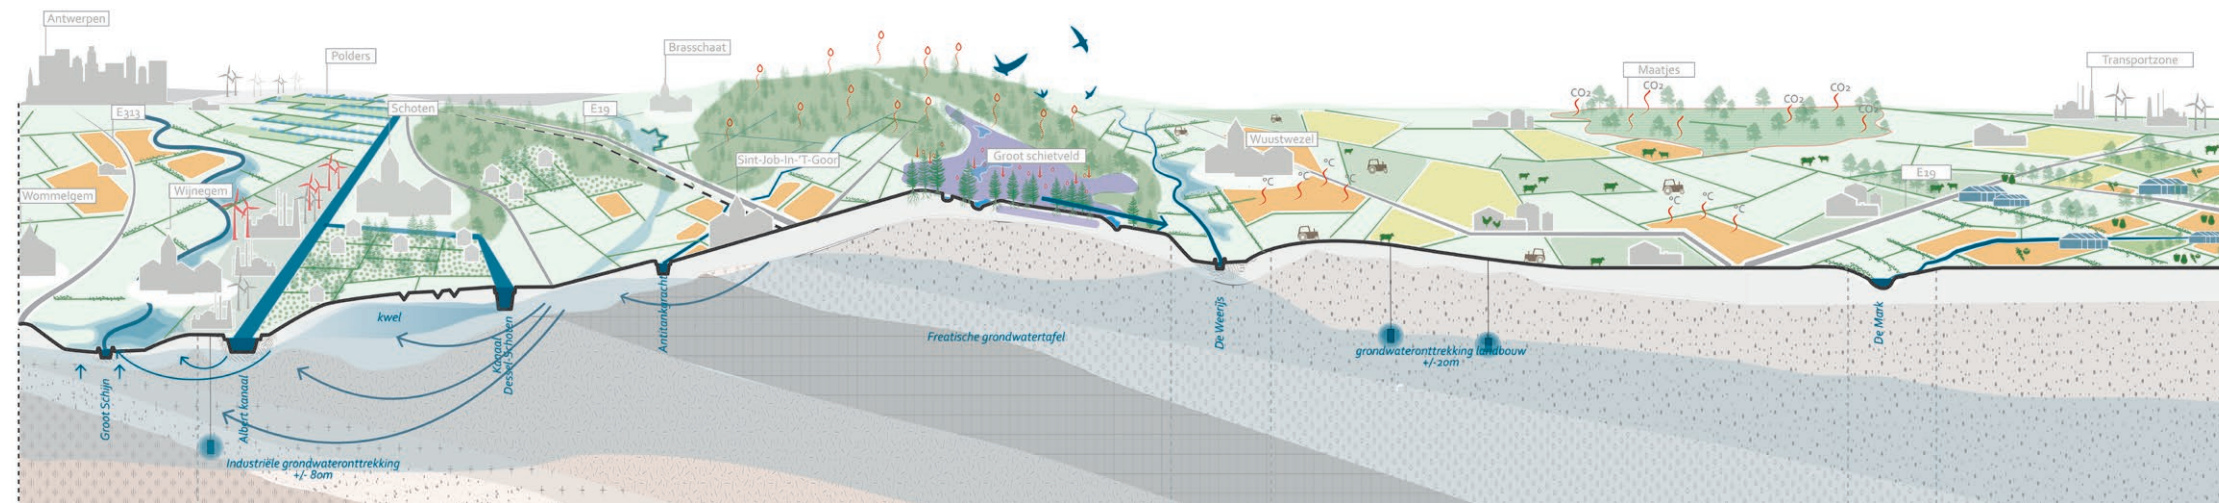 Antwerpen
Polders
Brasschaat
Maatjes
Transportzone
E313
Schoten
E19
CO2
CO2
CO2
CO2
CO2
Wommelgem
Wijnegem
Sint-Job-In-'T-Goor
Groot schietveld
Wuustwezel
°C
°C
°C
°C
°C
°C
°C
E19
kwel
Groot Schijn
Albert kanaal
Kanaal
Dessel-Schoten
Antitankgracht
Freatische grondwatertafel
De Weerijs
grondwateronttrekking landbouw
+/-20m
De Mark
Industriële grondwateronttrekking
+/- 80m